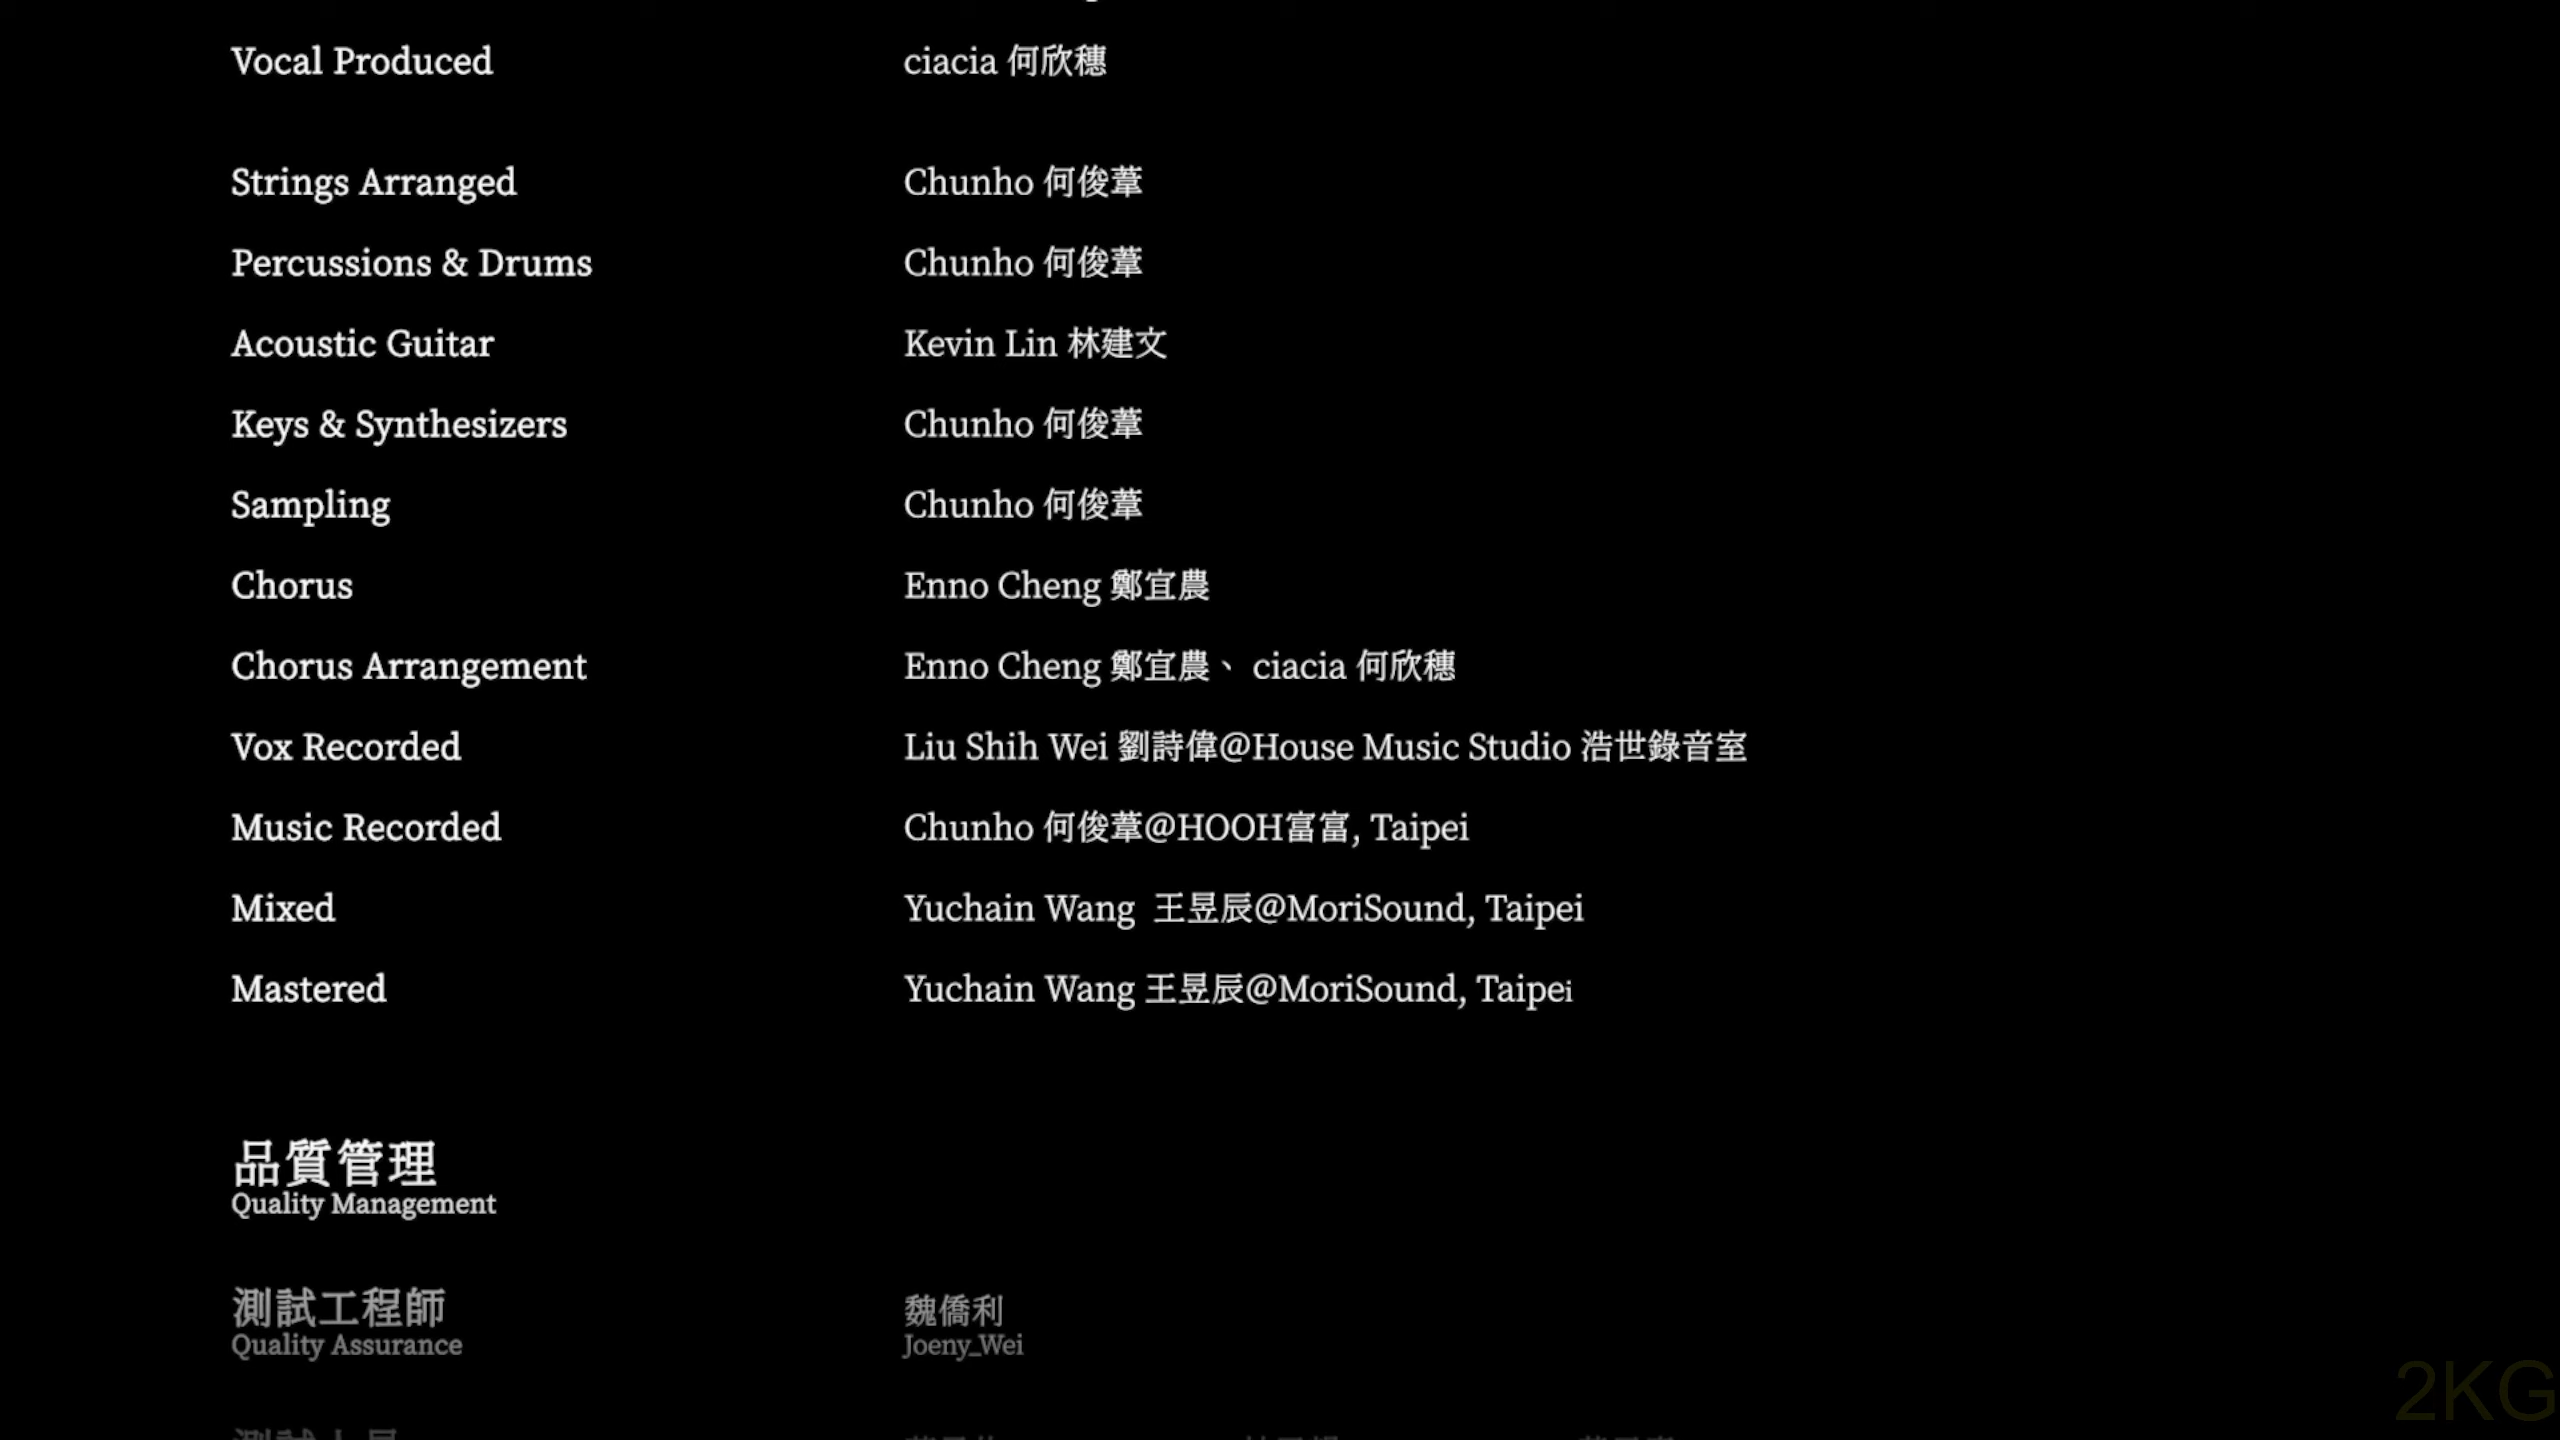 Vocal Produced ciacia 何欣穗
Strings Arranged Chunho 何俊葦
Percussions & Drums Chunho 何俊葦
Acoustic Guitar Kevin Lin 林建文
Keys & Synthesizers Chunho 何俊葦
Sampling Chunho 何俊葦
Chorus Enno Cheng 鄭宜農
Chorus Arrangement Enno Cheng 鄭宜農、 ciacia 何欣穗
Vox Recorded Liu Shih Wei 劉詩偉@House Music Studio 浩世錄音室
Music Recorded Chunho 何俊葦@HOOH富富, Taipei
Mixed Yuchain Wang 王昱辰@MoriSound, Taipei
Mastered Yuchain Wang 王昱辰@MoriSound, Taipei
品質管理
Quality Management
測試工程師 魏僑利
Quality Assurance Joeny_Wei
2KG